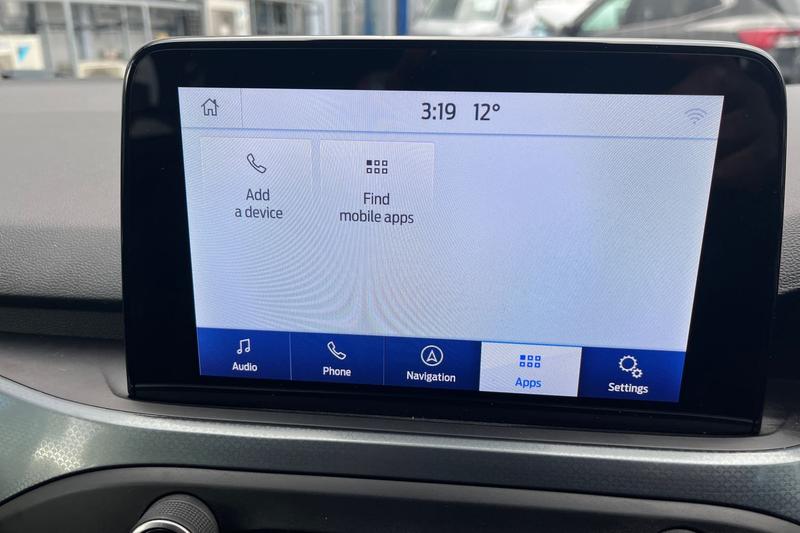 3:19 12°
Add
a device
Find
mobile apps
Audio
Phone
Navigation
Apps
Settings